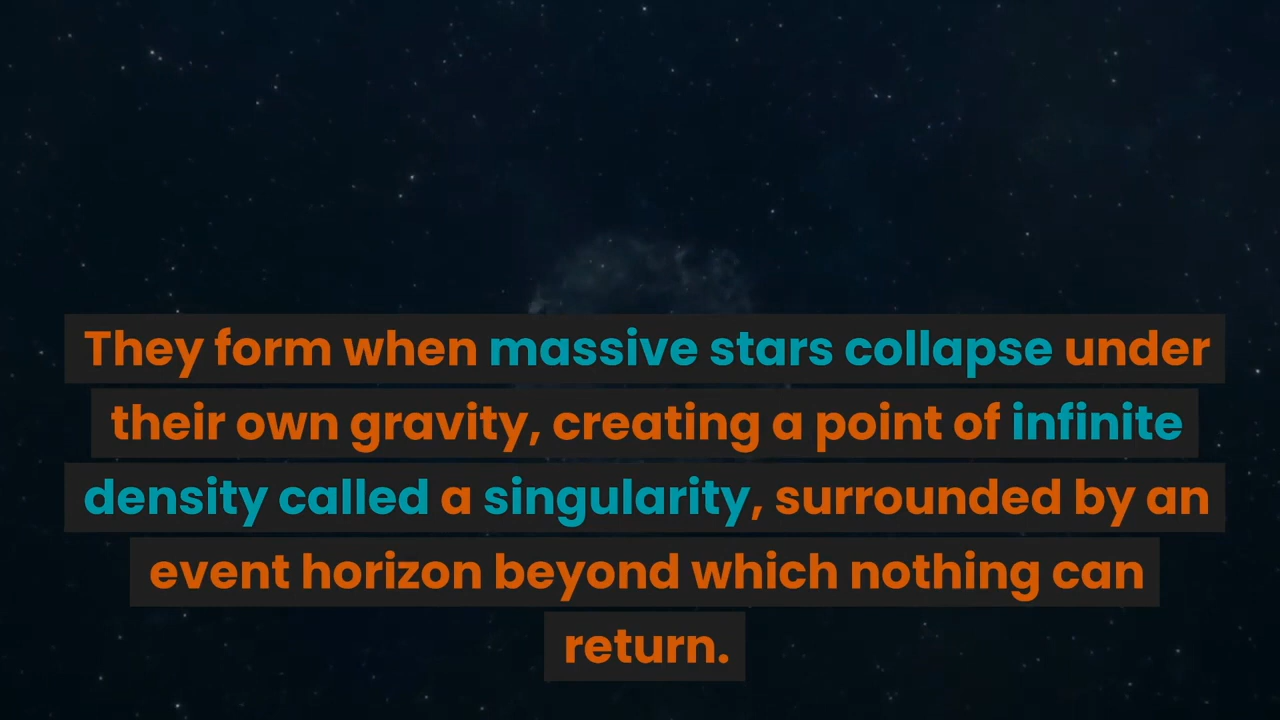 They form when massive stars collapse under
their own gravity, creating a point of infinite
density called a singularity, surrounded by an
event horizon beyond which nothing can
return.